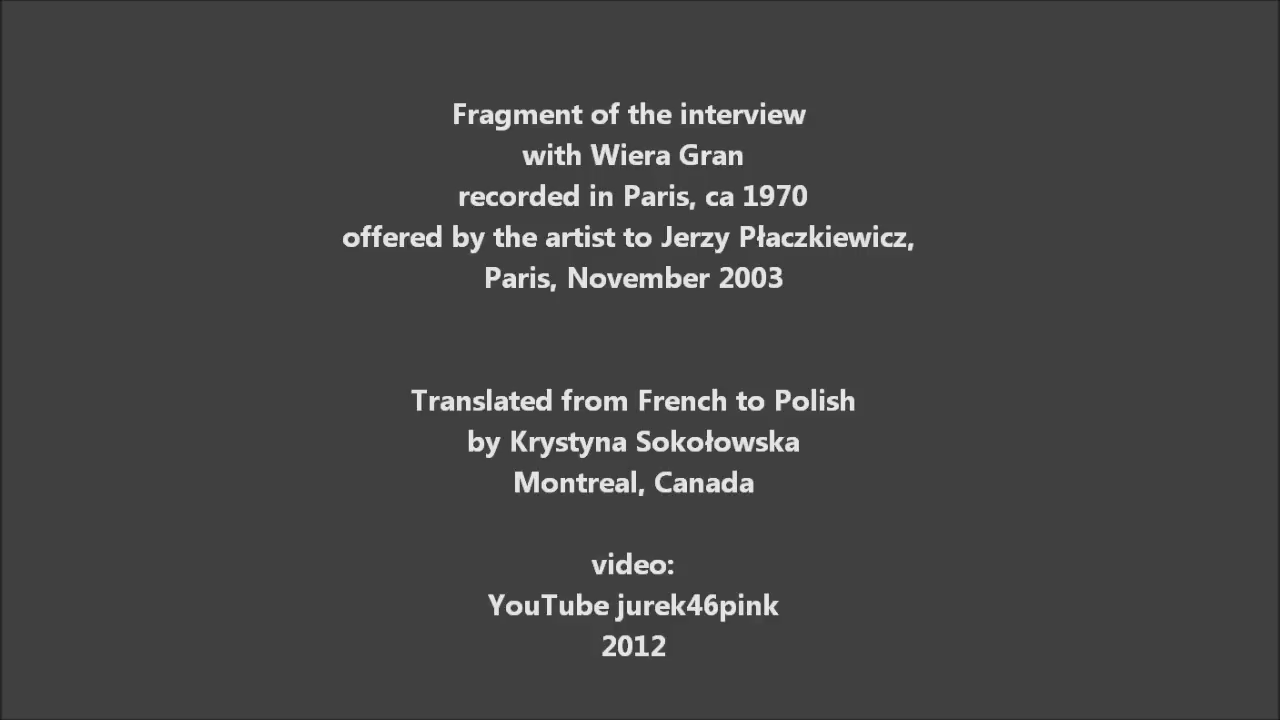 Fragment of the interview
with Wiera Gran
recorded in Paris, ca 1970
offered by the artist to Jerzy Płaczkiewicz,
Paris, November 2003
Translated from French to Polish
by Krystyna Sokołowska
Montreal, Canada
video:
YouTube jurek46pink
2012